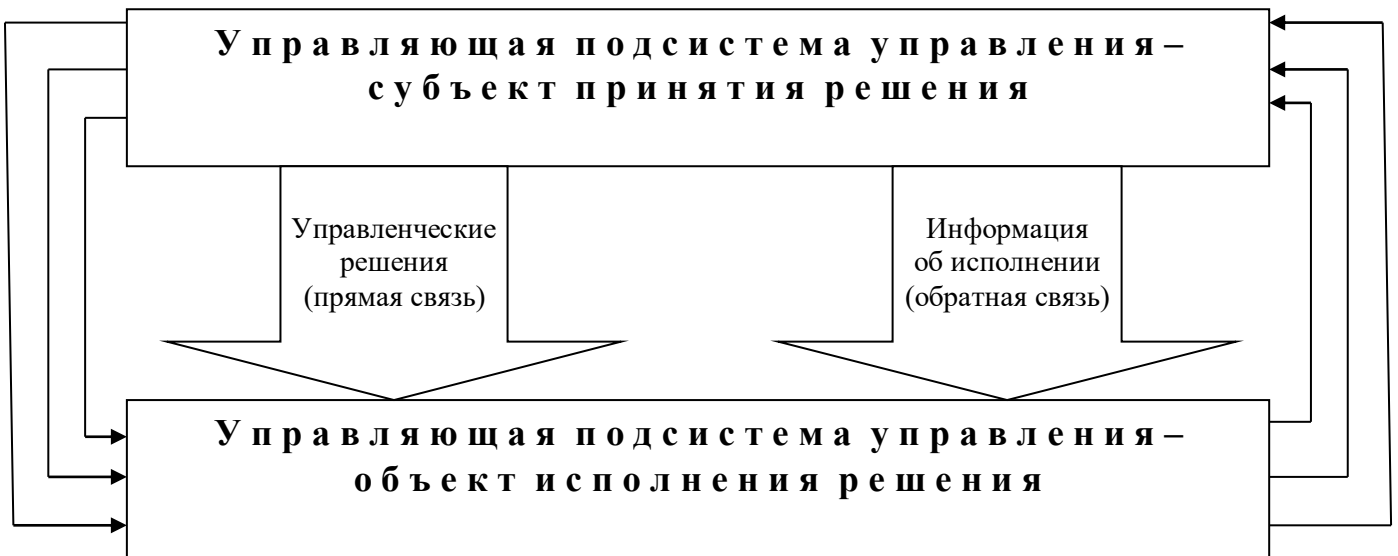 Управляющая подсистема управления–
субъект принятия решения
Управленческие
решения
(прямая связь)
Информация
об исполнении
(обратная связь)
Управляющая подсистема управления–
объект исполнения решения